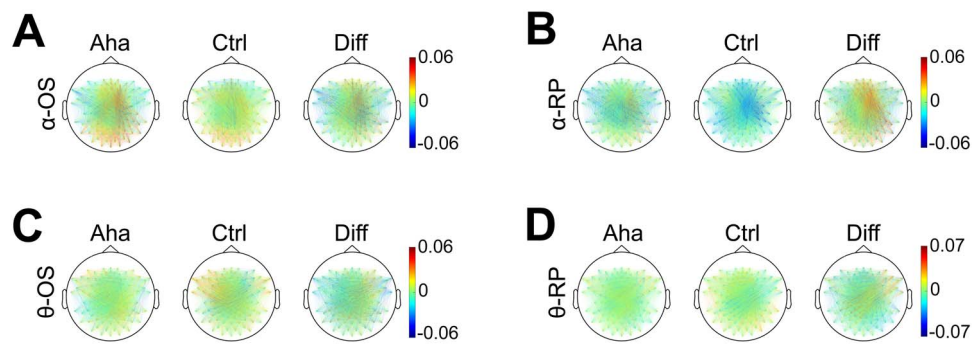 A
Aha Ctrl Diff
α-OS
0.06
0
-0.06
B
Aha Ctrl Diff
α-RP
0.06
0
-0.06
C
Aha Ctrl Diff
θ-OS
0.06
0
-0.06
D
Aha Ctrl Diff
θ-RP
0.07
0
-0.07